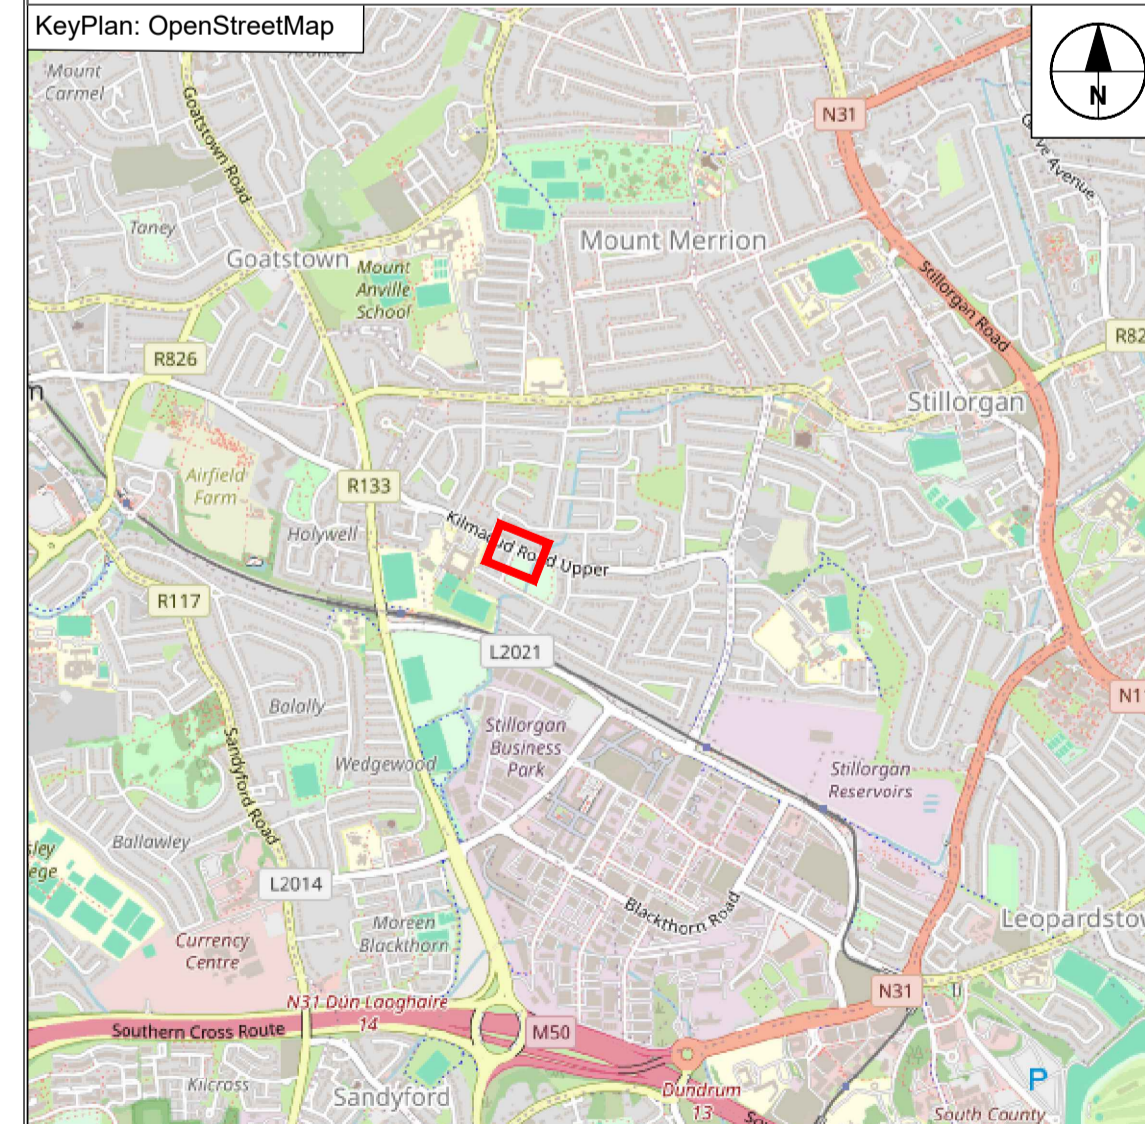 KeyPlan: OpenStreetMap
N
Mount
Carmel
Goatstown Road
N31
Taney
Goatstown
Mount
Anville
School
Mount Merrion
Stillorgan Road
R826
Stillorgan
Airfield
Farm
R133
Holywell
Kilmacud Road Upper
R117
L2021
N1
Balally
Wedgewood
Stillorgan
Business
Park
Stillorgan
Reservoirs
Sandyford Road
Ballawley
L2014
Moreen
Blackthorn
Blackthorn Road
Leopardstow
Currency
Centre
N31
N31 Dún Laoghaire
14
Southern Cross Route
M50
Kilcross
Sandyford
Dundrum
13
P
South County